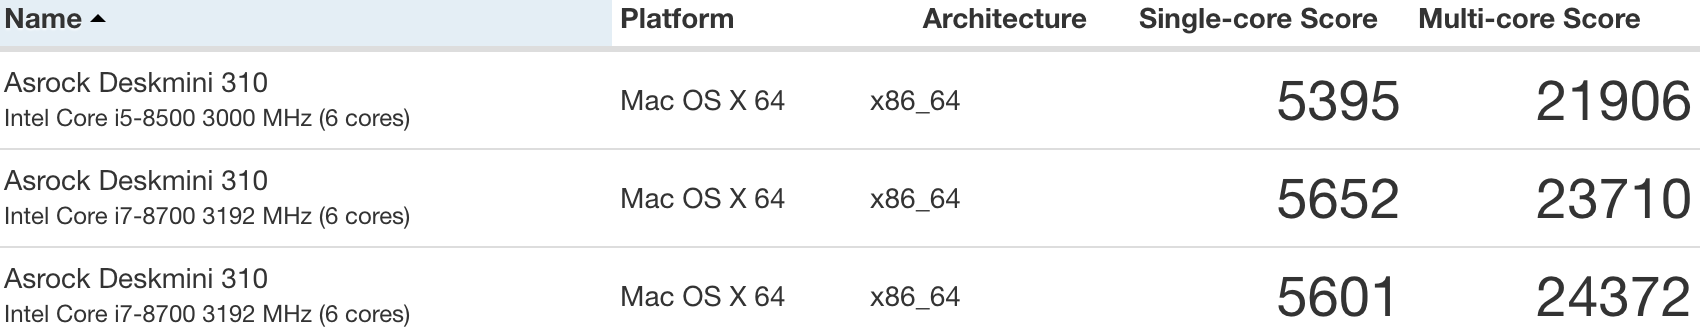 Name Platform Architecture Single-core Score Multi-core Score
Asrock Deskmini 310
Intel Core i5-8500 3000 MHz (6 cores) Mac OS X 64 x86_64 5395 21906
Asrock Deskmini 310
Intel Core i7-8700 3192 MHz (6 cores) Mac OS X 64 x86_64 5652 23710
Asrock Deskmini 310
Intel Core i7-8700 3192 MHz (6 cores) Mac OS X 64 x86_64 5601 24372